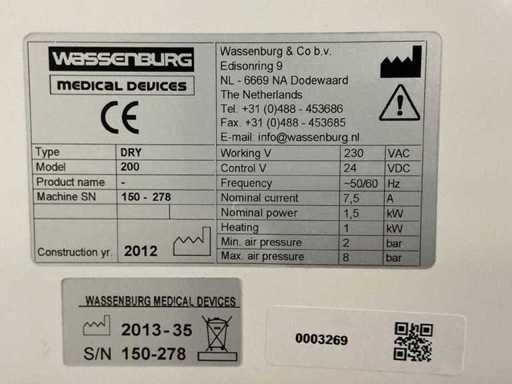 WASSENBURG
MEDICAL DEVICES
CE
Wassenburg & Co b.v.
Edisonring 9
NL - 6669 NA Dodewaard
The Netherlands
Tel. +31 (0)488 - 453686
Fax. +31 (0)488 - 453685
E-mail: info@wassenburg.nl
Type DRY
Model 200
Product name -
Machine SN 150 - 278
Construction yr. 2012
Working V 230 VAC
Control V 24 VDC
Frequency ~50/60 Hz
Nominal current 7,5 A
Nominal power 1,5 kW
Heating 1 kW
Min. air pressure 2 bar
Max. air pressure 8 bar
WASSENBURG MEDICAL DEVICES
2013-35
S/N 150-278
0003269